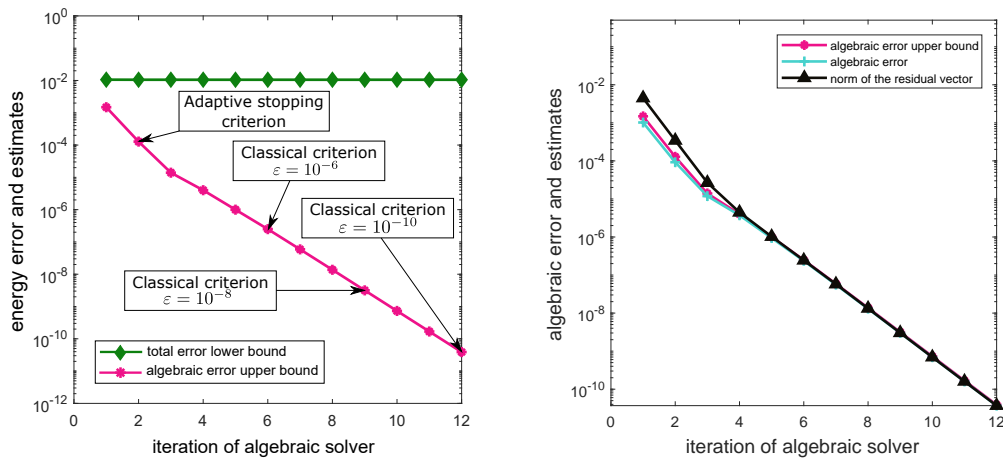 energy error and estimates
10^0
10^-2
10^-4
10^-6
10^-8
10^-10
10^-12
Adaptive stopping
criterion
Classical criterion
ε = 10^-6
Classical criterion
ε = 10^-10
Classical criterion
ε = 10^-8
total error lower bound
algebraic error upper bound
0 2 4 6 8 10 12
iteration of algebraic solver
algebraic error and estimates
10^-2
10^-4
10^-6
10^-8
10^-10
algebraic error upper bound
algebraic error
norm of the residual vector
0 2 4 6 8 10 12
iteration of algebraic solver